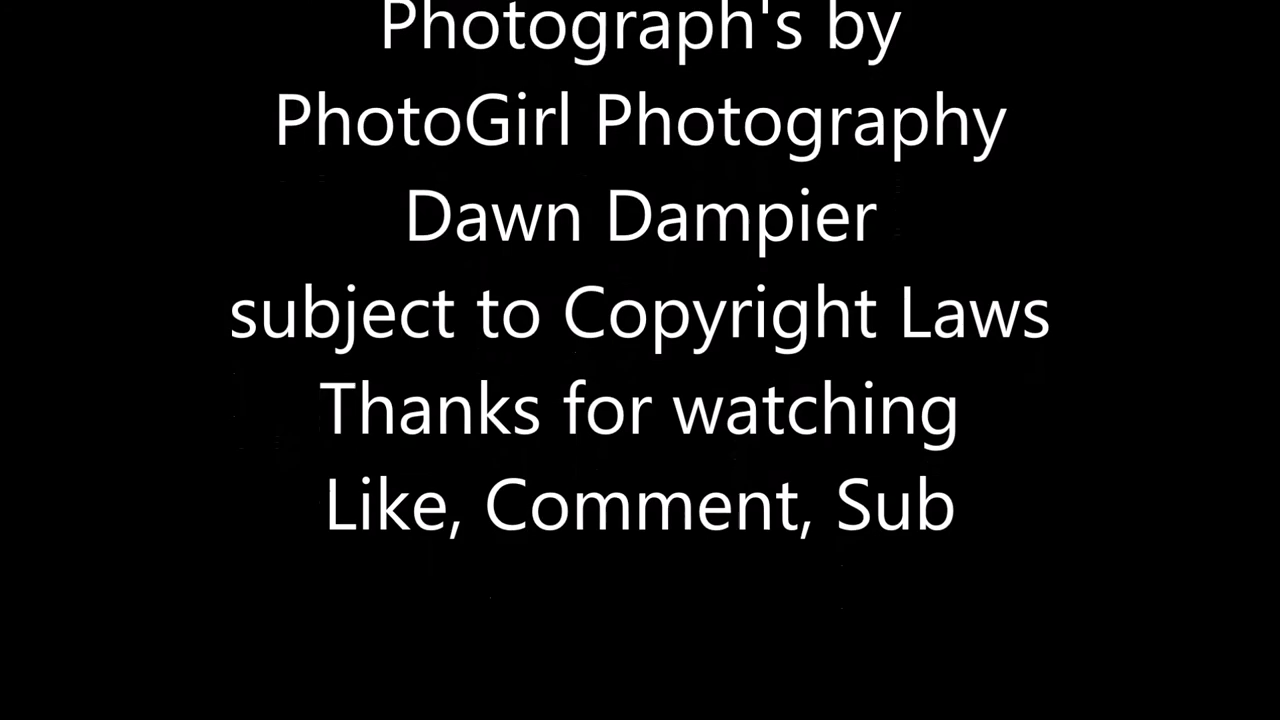 Photograph's by
PhotoGirl Photography
Dawn Dampier
subject to Copyright Laws
Thanks for watching
Like, Comment, Sub